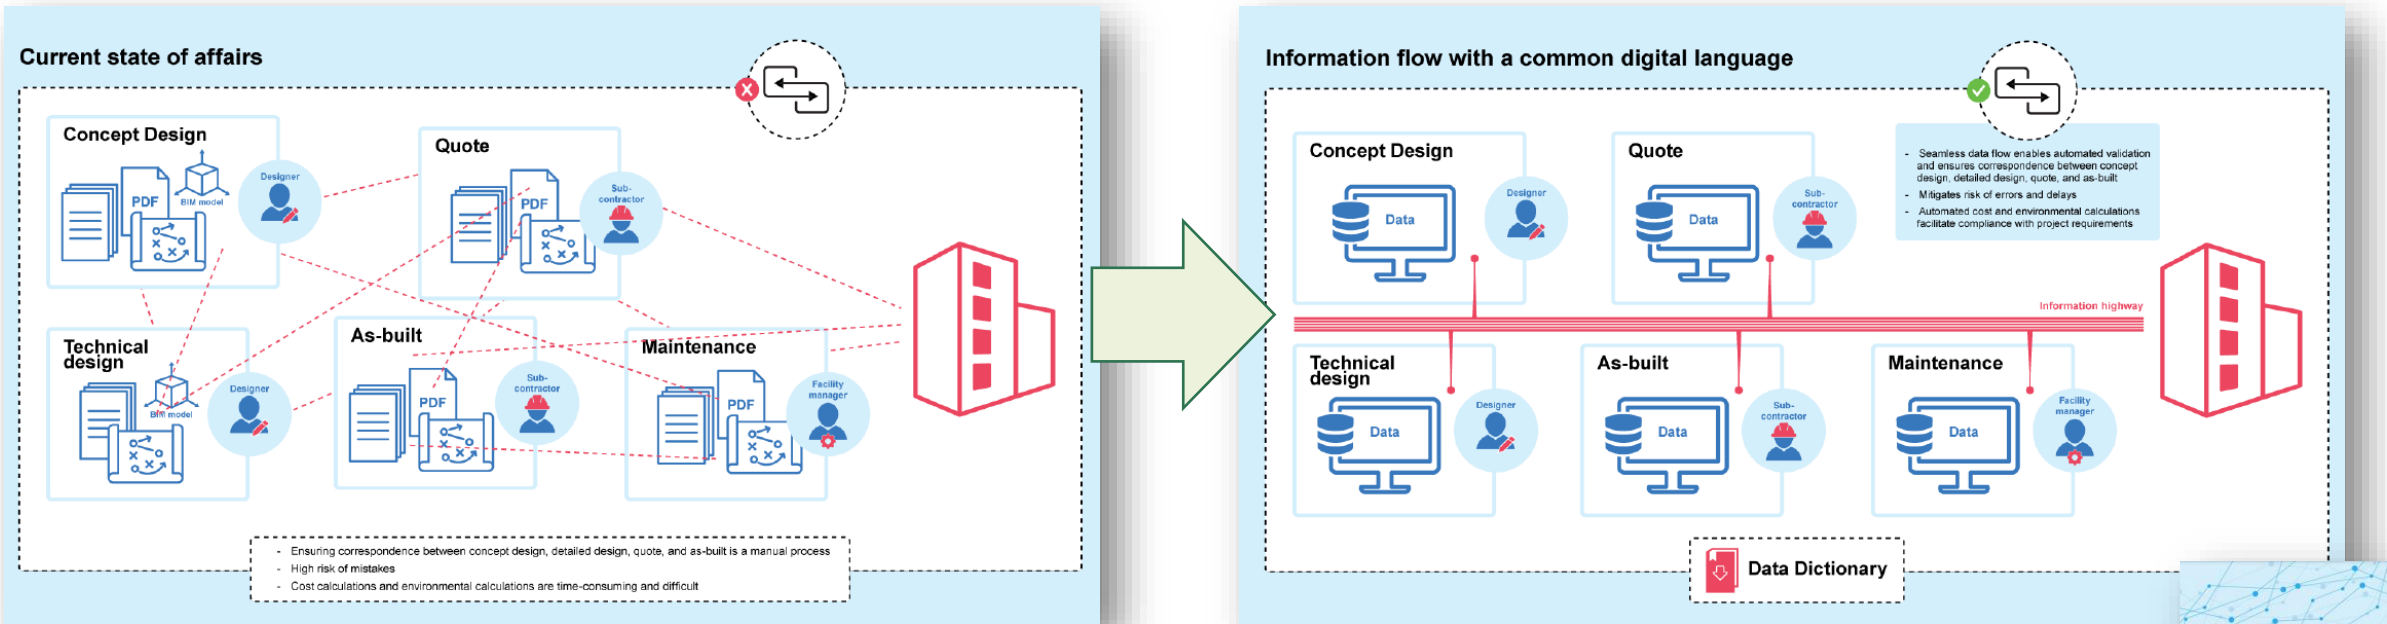 Current state of affairs
Concept Design
PDF
BIM model
Designer
Quote
PDF
Sub-
contractor
Technical
design
BIM model
Designer
As-built
PDF
Sub-
contractor
Maintenance
PDF
Facility
manager
- Ensuring correspondence between concept design, detailed design, quote, and as-built is a manual process
- High risk of mistakes
- Cost calculations and environmental calculations are time-consuming and difficult
Information flow with a common digital language
Concept Design
Data
Designer
Quote
Data
Sub-
contractor
- Seamless data flow enables automated validation
and ensures correspondence between concept
design, detailed design, quote, and as-built
- Mitigates risk of errors and delays
- Automated cost and environmental calculations
facilitate compliance with project requirements
Information highway
Technical
design
Data
Designer
As-built
Data
Sub-
contractor
Maintenance
Data
Facility
manager
Data Dictionary